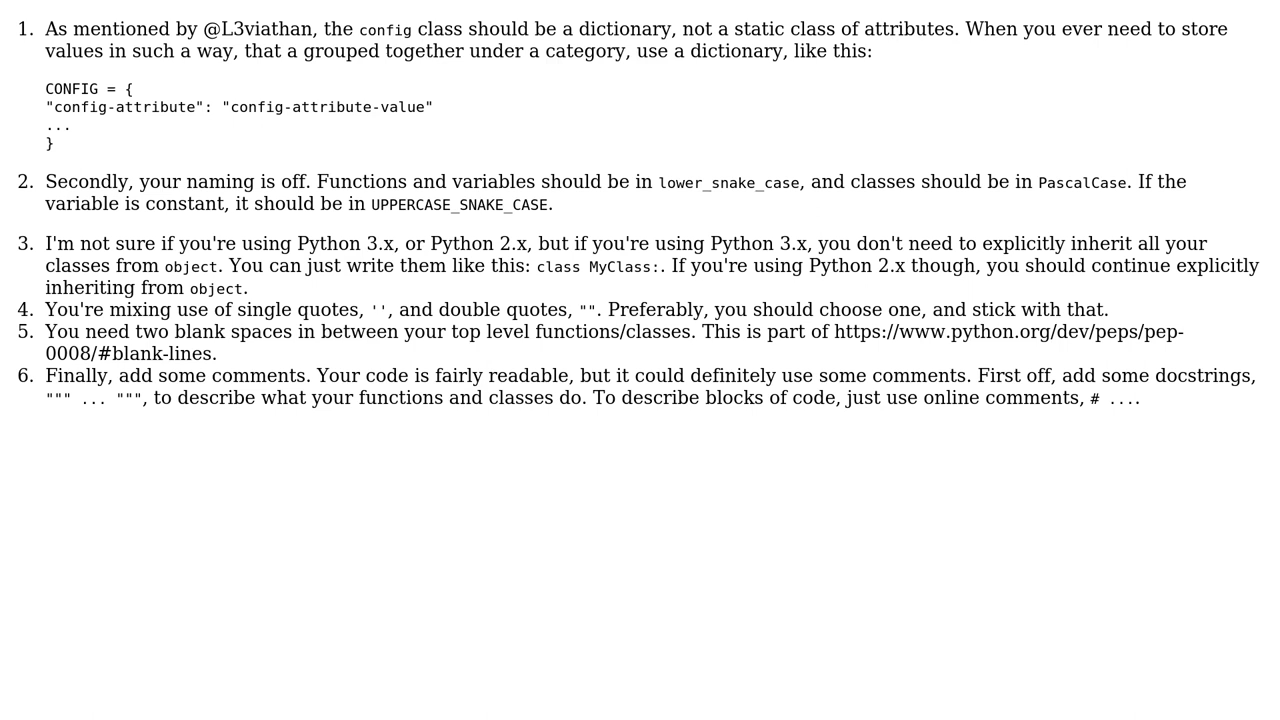 1. As mentioned by @L3viathan, the config class should be a dictionary, not a static class of attributes. When you ever need to store
values in such a way, that a grouped together under a category, use a dictionary, like this:
CONFIG = {
"config-attribute": "config-attribute-value"
...
}
2. Secondly, your naming is off. Functions and variables should be in lower_snake_case, and classes should be in PascalCase. If the
variable is constant, it should be in UPPERCASE_SNAKE_CASE.
3. I'm not sure if you're using Python 3.x, or Python 2.x, but if you're using Python 3.x, you don't need to explicitly inherit all your
classes from object. You can just write them like this: class MyClass:. If you're using Python 2.x though, you should continue explicitly
inheriting from object.
4. You're mixing use of single quotes, '', and double quotes, "". Preferably, you should choose one, and stick with that.
5. You need two blank spaces in between your top level functions/classes. This is part of https://www.python.org/dev/peps/pep-
0008/#blank-lines.
6. Finally, add some comments. Your code is fairly readable, but it could definitely use some comments. First off, add some docstrings,
""" ... """, to describe what your functions and classes do. To describe blocks of code, just use online comments, # ....